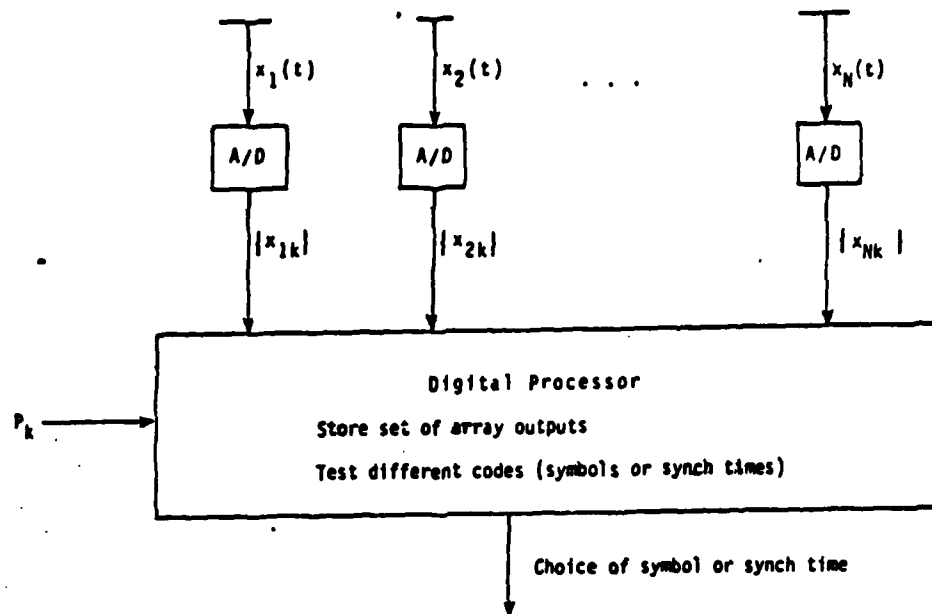 x_1(t) x_2(t) . . . x_N(t)
A/D A/D A/D
{x_1k} {x_2k} {x_Nk}
Digital Processor
P_k
Store set of array outputs
Test different codes (symbols or synch times)
Choice of symbol or synch time